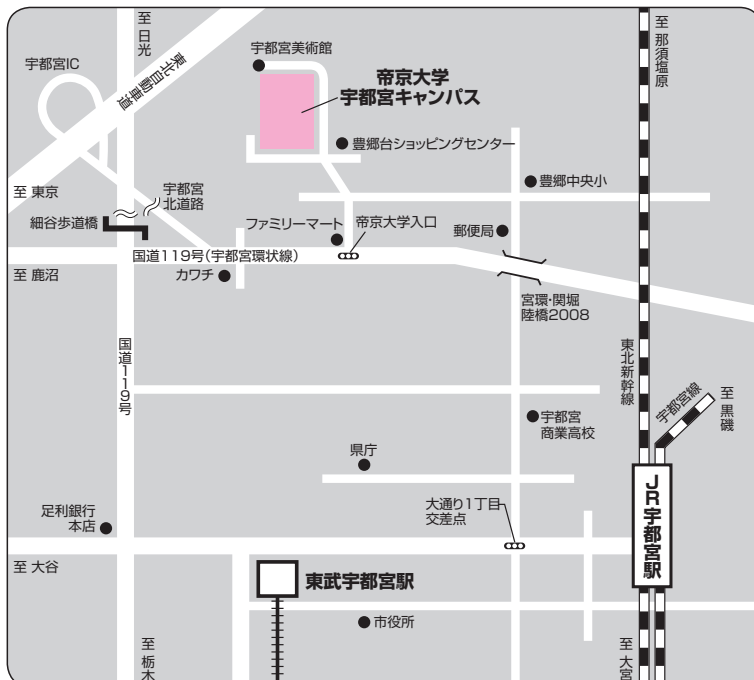 至 日光
至 那須塩原
宇都宮IC
東北自動車道
宇都宮美術館
帝京大学
宇都宮キャンパス
豊郷台ショッピングセンター
至 東京
宇都宮
北道路
豊郷中央小
細谷歩道橋
ファミリーマート
帝京大学入口
郵便局
国道119号(宇都宮環状線)
至 鹿沼
カワチ
宮環・関堀
陸橋2008
国道119号
東北新幹線
宇都宮線
至 黒磯
宇都宮
商業高校
県庁
JR宇都宮駅
足利銀行
本店
大通り1丁目
交差点
至 大谷
東武宇都宮駅
市役所
至 栃木
至 大宮